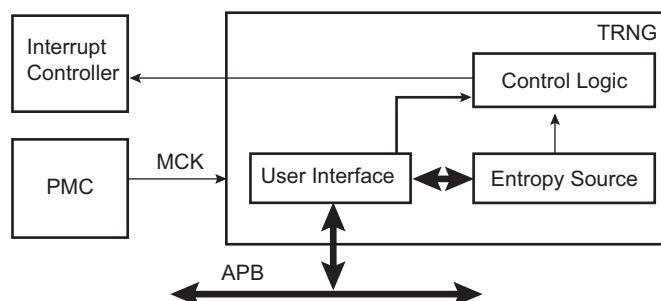 TRNG
Interrupt
Controller
Control Logic
MCK
PMC
User Interface
Entropy Source
APB